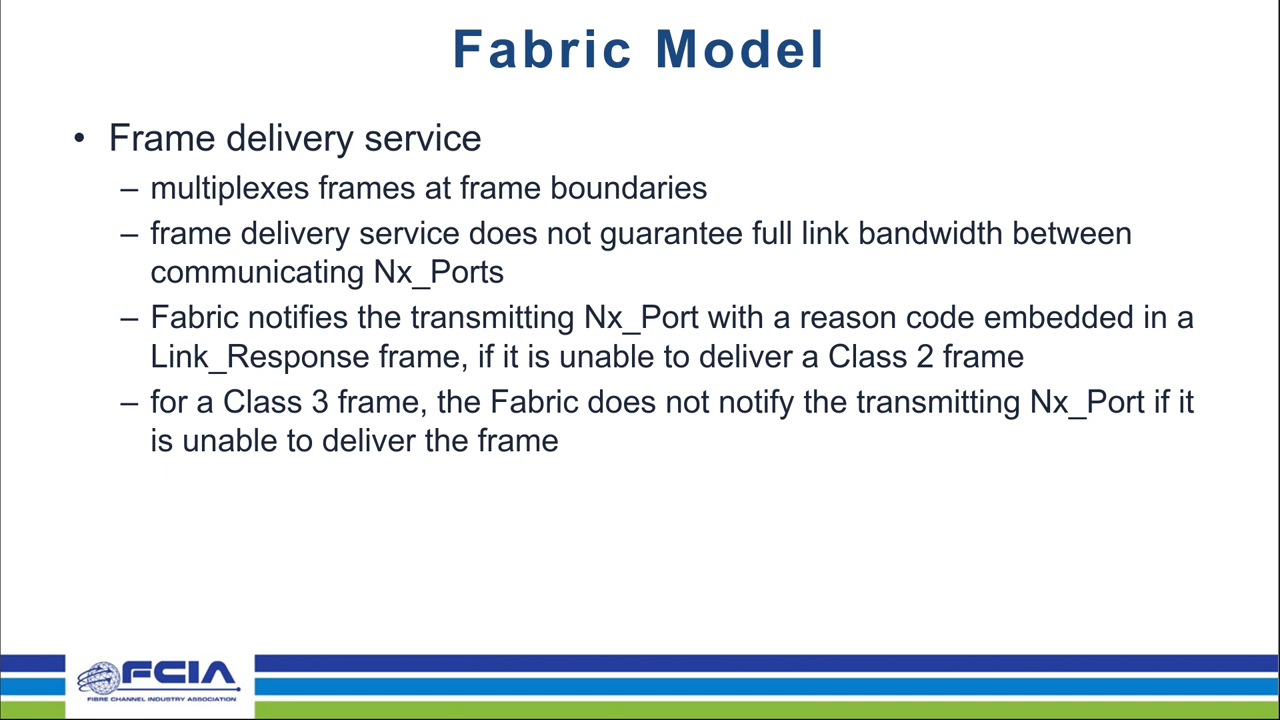 Fabric Model
• Frame delivery service
– multiplexes frames at frame boundaries
– frame delivery service does not guarantee full link bandwidth between
communicating Nx_Ports
– Fabric notifies the transmitting Nx_Port with a reason code embedded in a
Link_Response frame, if it is unable to deliver a Class 2 frame
– for a Class 3 frame, the Fabric does not notify the transmitting Nx_Port if it
is unable to deliver the frame
FCIA
FIBRE CHANNEL INDUSTRY ASSOCIATION